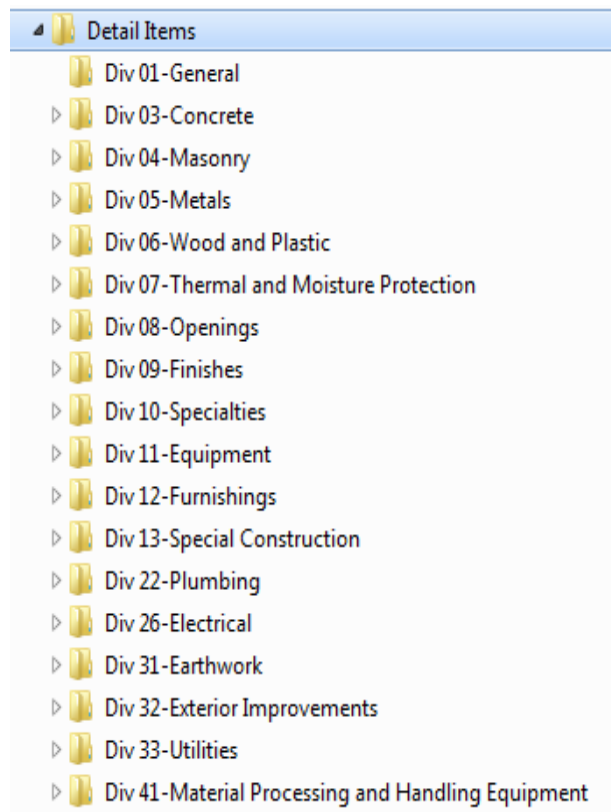 Detail Items
Div 01-General
Div 03-Concrete
Div 04-Masonry
Div 05-Metals
Div 06-Wood and Plastic
Div 07-Thermal and Moisture Protection
Div 08-Openings
Div 09-Finishes
Div 10-Specialties
Div 11-Equipment
Div 12-Furnishings
Div 13-Special Construction
Div 22-Plumbing
Div 26-Electrical
Div 31-Earthwork
Div 32-Exterior Improvements
Div 33-Utilities
Div 41-Material Processing and Handling Equipment